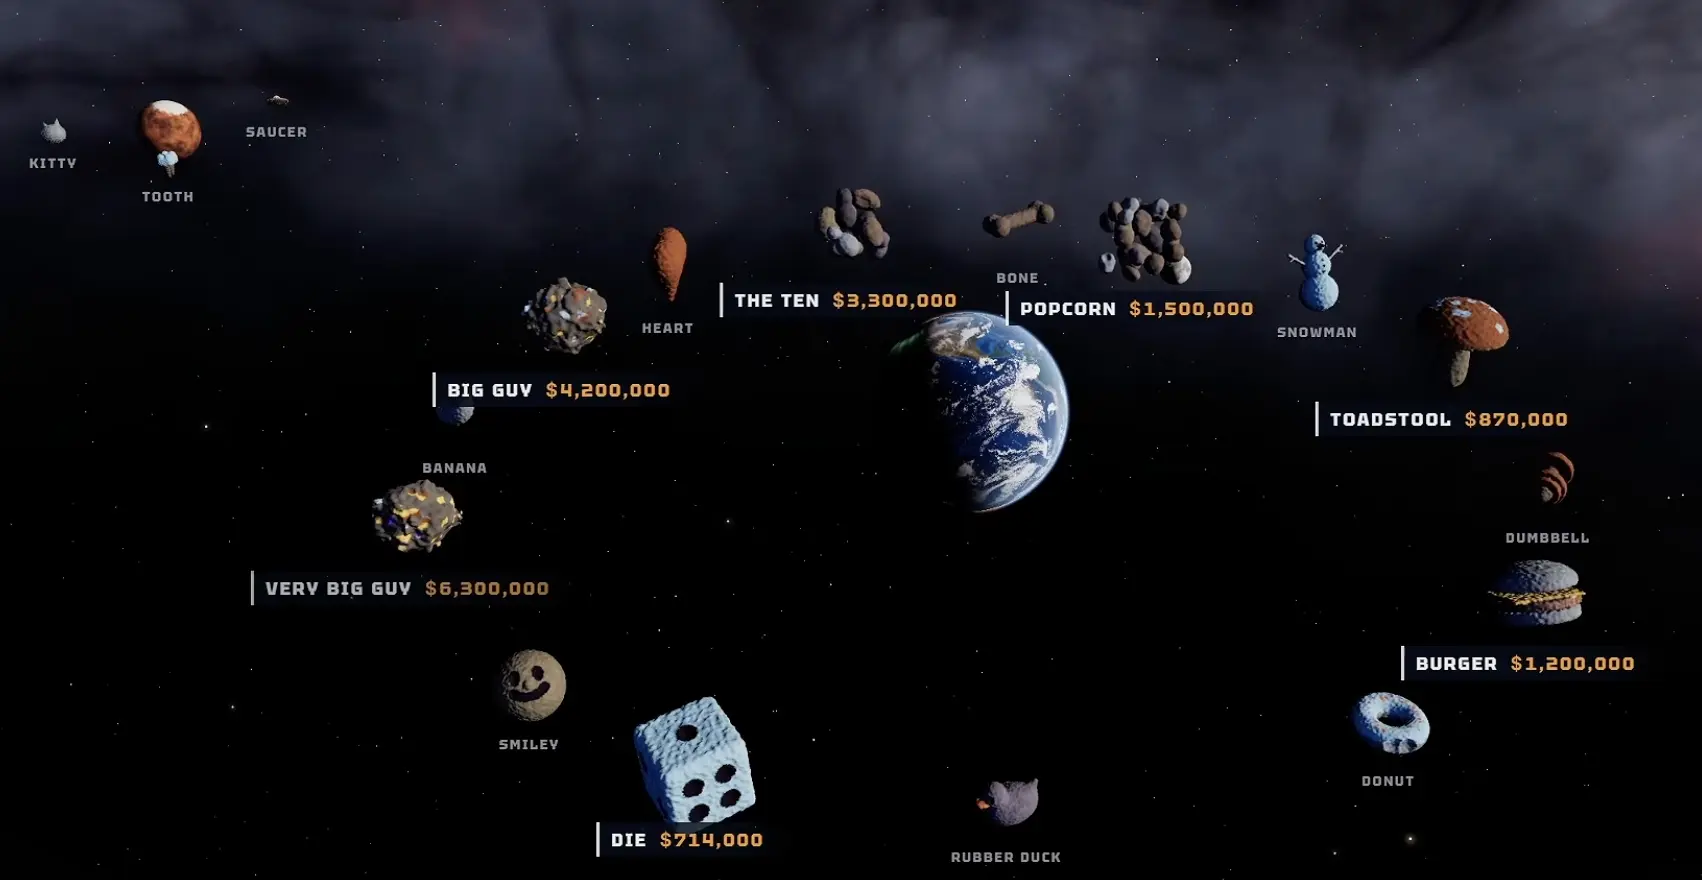 SAUCER
KITTY
TOOTH
BONE
THE TEN $3,300,000
POPCORN $1,500,000
HEART
SNOWMAN
BIG GUY $4,200,000
TOADSTOOL $870,000
BANANA
DUMBBELL
VERY BIG GUY $6,300,000
BURGER $1,200,000
SMILEY
DONUT
DIE $714,000
RUBBER DUCK